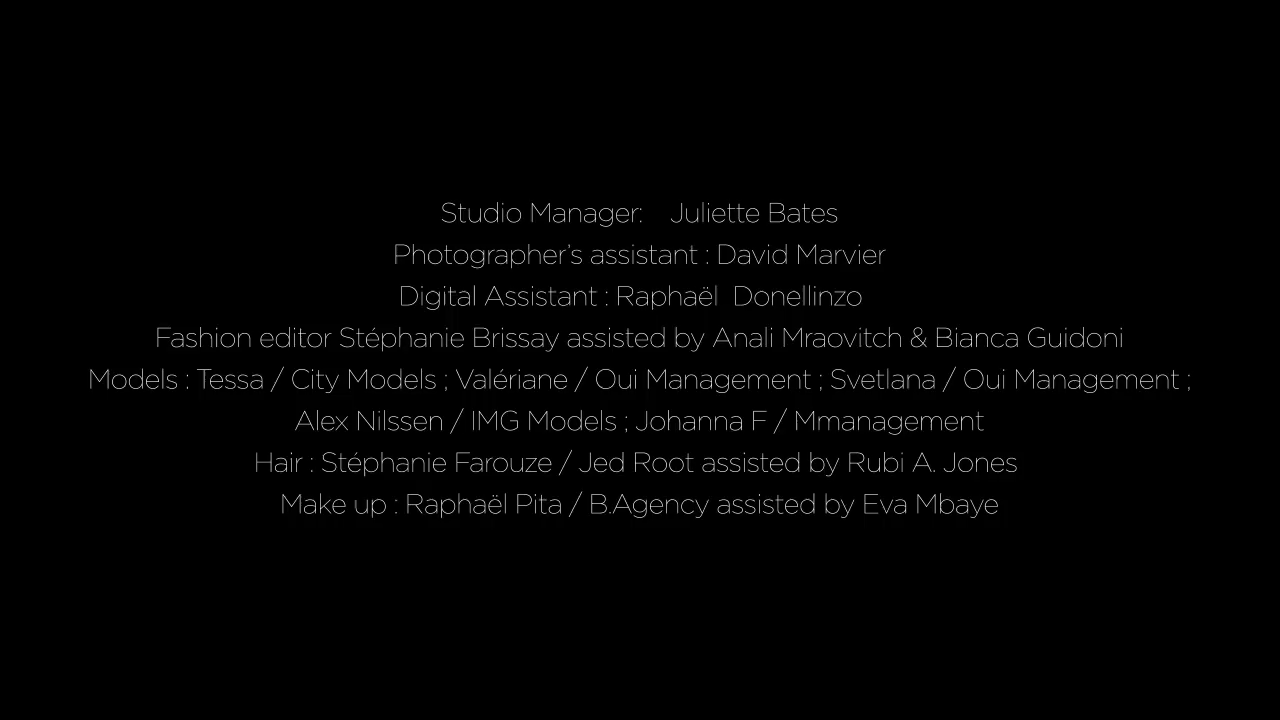 Studio Manager: Juliette Bates
Photographer’s assistant : David Marvier
Digital Assistant : Raphaël Donellinzo
Fashion editor Stéphanie Brissay assisted by Anali Mraovitch & Bianca Guidoni
Models : Tessa / City Models ; Valériane / Oui Management ; Svetlana / Oui Management ;
Alex Nilssen / IMG Models ; Johanna F / Mmanagement
Hair : Stéphanie Farouze / Jed Root assisted by Rubi A. Jones
Make up : Raphaël Pita / B.Agency assisted by Eva Mbaye